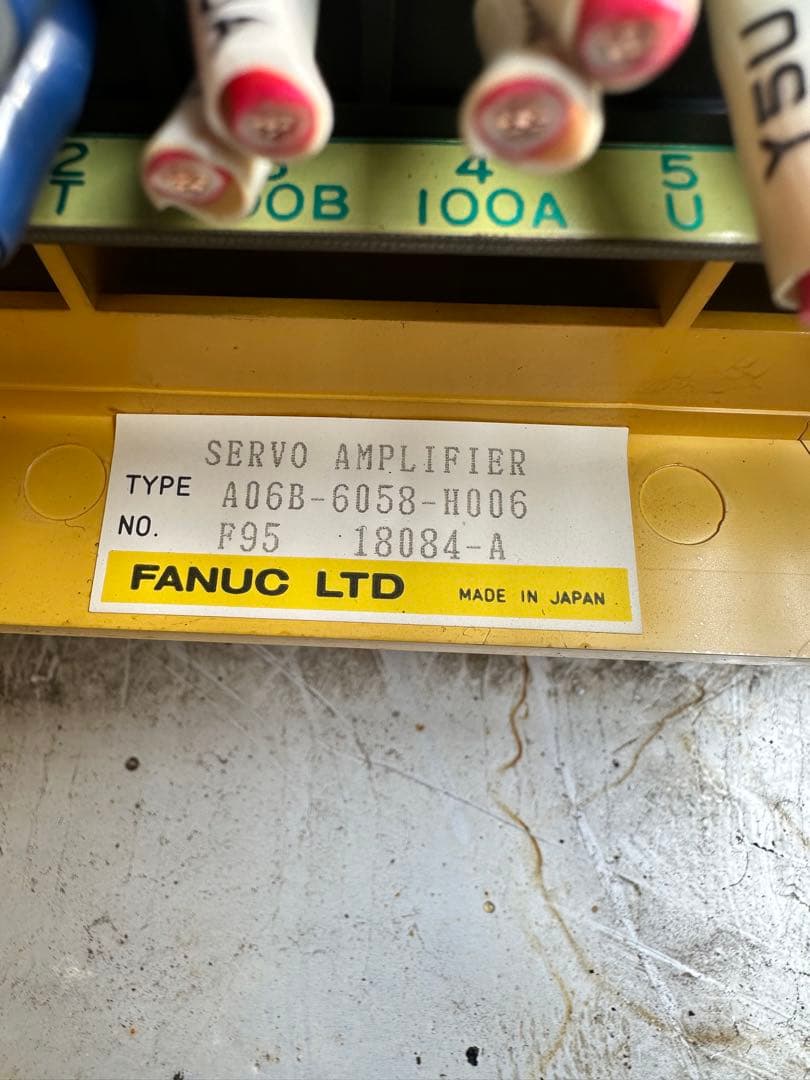 Y5U
2 4 5
T 00B 100A U
SERVO AMPLIFIER
TYPE A06B-6058-H006
NO. F95 18084-A
FANUC LTD MADE IN JAPAN